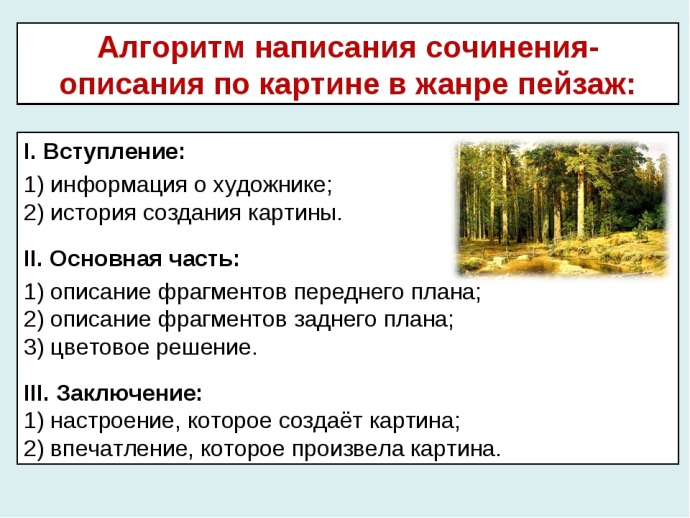 Алгоритм написания сочинения-
описания по картине в жанре пейзаж:
I. Вступление:
1) информация о художнике;
2) история создания картины.
II. Основная часть:
1) описание фрагментов переднего плана;
2) описание фрагментов заднего плана;
3) цветовое решение.
III. Заключение:
1) настроение, которое создаёт картина;
2) впечатление, которое произвела картина.